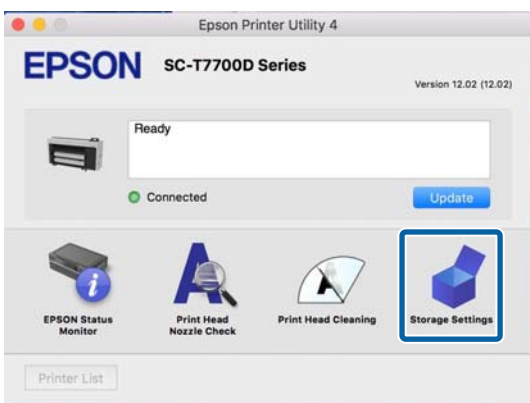 Epson Printer Utility 4
EPSON
SC-T7700D Series
Version 12.02 (12.02)
Ready
Connected
Update
EPSON Status
Monitor
Print Head
Nozzle Check
Print Head Cleaning
Storage Settings
Printer List